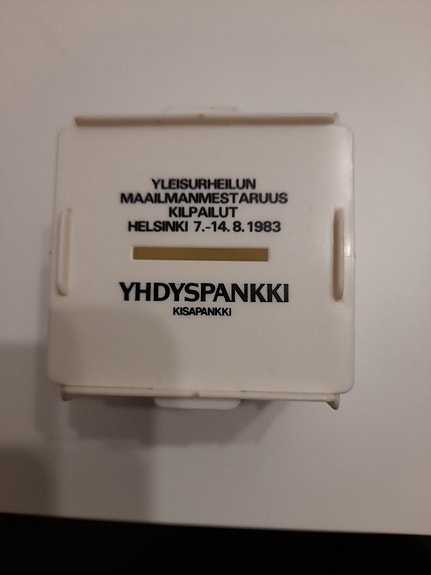 YLEISURHEILUN
MAAILMANMESTARUUS
KILPAILUT
HELSINKI 7.-14.8.1983
YHDYSPANKKI
KISAPANKKI